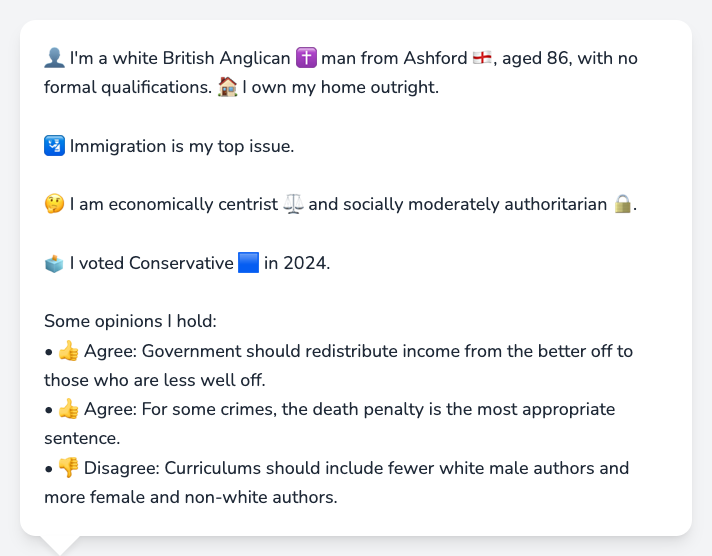 👤 I'm a white British Anglican ✝️ man from Ashford 🏴󠁧󠁢󠁥󠁮󠁧󠁿, aged 86, with no
formal qualifications. 🏠 I own my home outright.
🛂 Immigration is my top issue.
🤔 I am economically centrist ⚖️ and socially moderately authoritarian 🔒.
🗳️ I voted Conservative 🟦 in 2024.
Some opinions I hold:
• 👍 Agree: Government should redistribute income from the better off to
those who are less well off.
• 👍 Agree: For some crimes, the death penalty is the most appropriate
sentence.
• 👎 Disagree: Curriculums should include fewer white male authors and
more female and non-white authors.